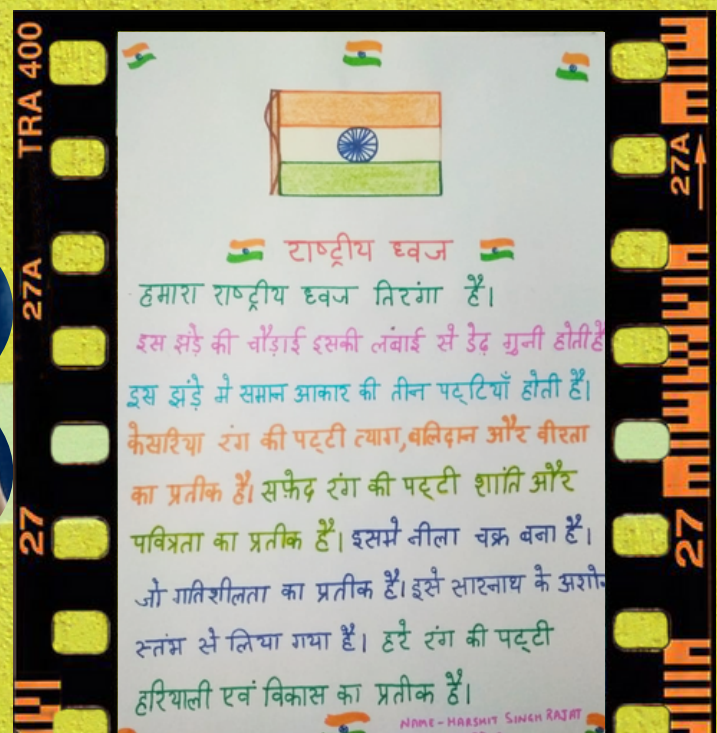 TRA 400
27A
27
27A
27
राष्ट्रीय ध्वज
हमारा राष्ट्रीय ध्वज तिरंगा है।
इस झंडे की चौड़ाई इसकी लंबाई से डेढ़ गुनी होती है
इस झंडे मे समान आकार की तीन पट्टियाँ होती है।
केसरिया रंग की पट्टी त्याग,बलिदान और वीरता
का प्रतीक है। सफ़ेद रंग की पट्टी शांति और
पवित्रता का प्रतीक है। इसमे नीला चक्र बना है।
जो गतिशीलता का प्रतीक है। इसे सारनाथ के
स्तंभ से लिया गया है। हरे रंग की पट्टी
हरियाली एवं विकास का प्रतीक है।
NAME-HARSHIT SINGH RAJAT